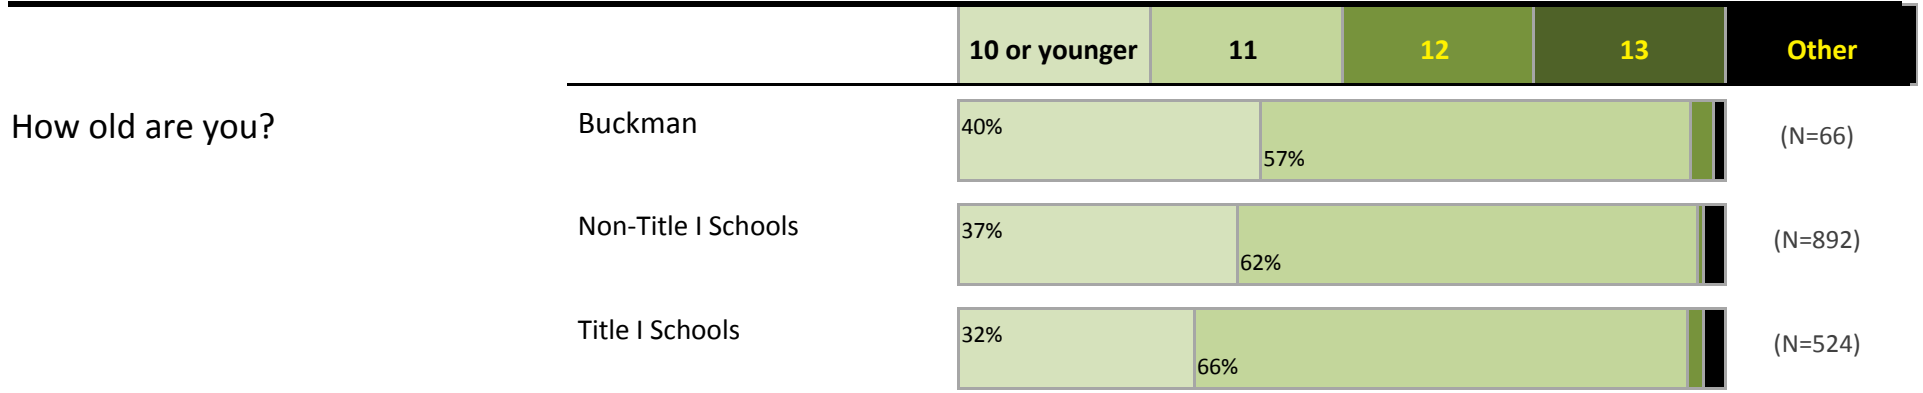 10 or younger 11 12 13 Other
How old are you? Buckman 40% 57% (N=66)
Non-Title I Schools 37% 62% (N=892)
Title I Schools 32% 66% (N=524)